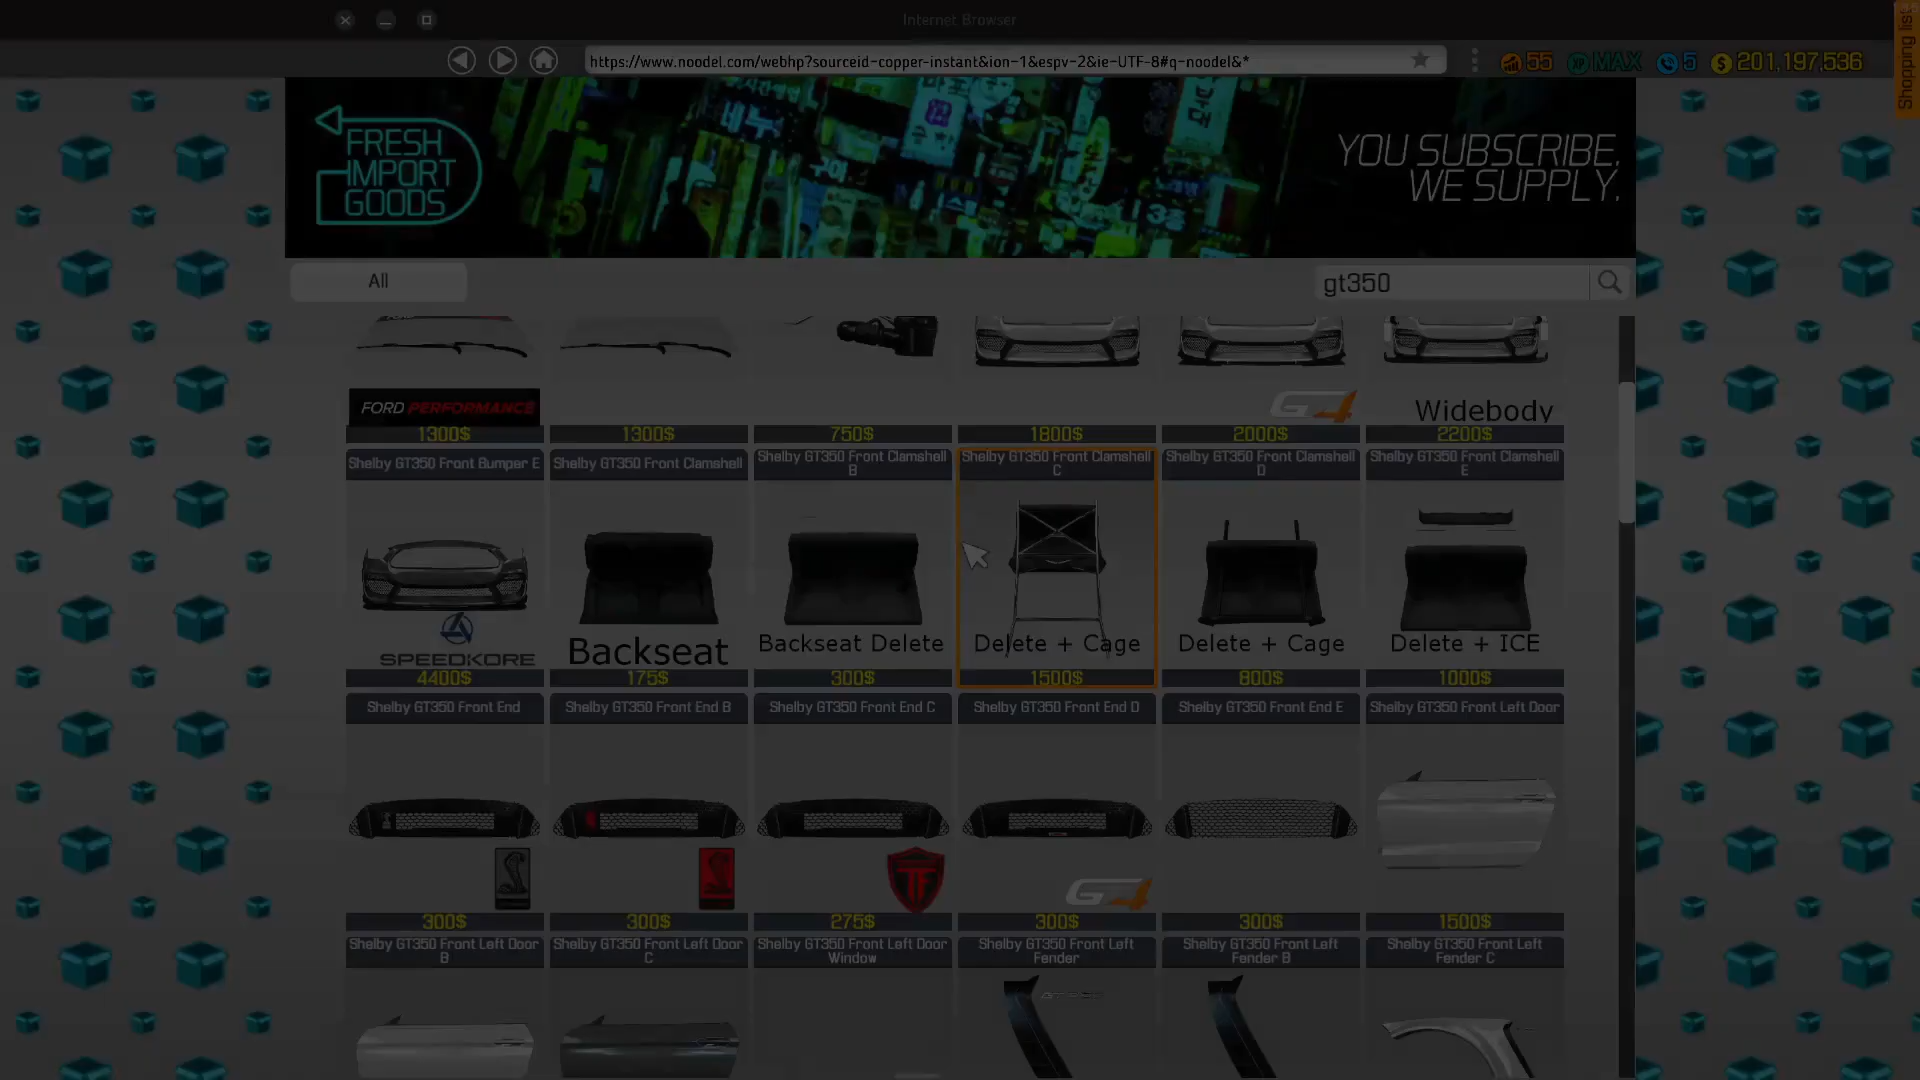 Internet Browser
https://www.noodel.com/webhp?sourceid-copper-instant&ion-1&espv-2&ie-UTF-8#q-noodel&*
55
XP MAX
5
201,197,536
Shopping list
FRESH
IMPORT
GOODS
YOU SUBSCRIBE,
WE SUPPLY.
All
gt350
FORD PERFORMANCE
G4
Widebody
1300$
1300$
750$
1800$
2000$
2200$
Shelby GT350 Front Bumper E
Shelby GT350 Front Clamshell
Shelby GT350 Front Clamshell
B
Shelby GT350 Front Clamshell
C
Shelby GT350 Front Clamshell
D
Shelby GT350 Front Clamshell
E
SPEEDKORE
Backseat
Backseat Delete
Delete + Cage
Delete + Cage
Delete + ICE
4400$
175$
300$
1500$
800$
1000$
Shelby GT350 Front End
Shelby GT350 Front End B
Shelby GT350 Front End C
Shelby GT350 Front End D
Shelby GT350 Front End E
Shelby GT350 Front Left Door
TF
G4
300$
300$
275$
300$
300$
1500$
Shelby GT350 Front Left Door
B
Shelby GT350 Front Left Door
C
Shelby GT350 Front Left Door
Window
Shelby GT350 Front Left
Fender
Shelby GT350 Front Left
Fender B
Shelby GT350 Front Left
Fender C